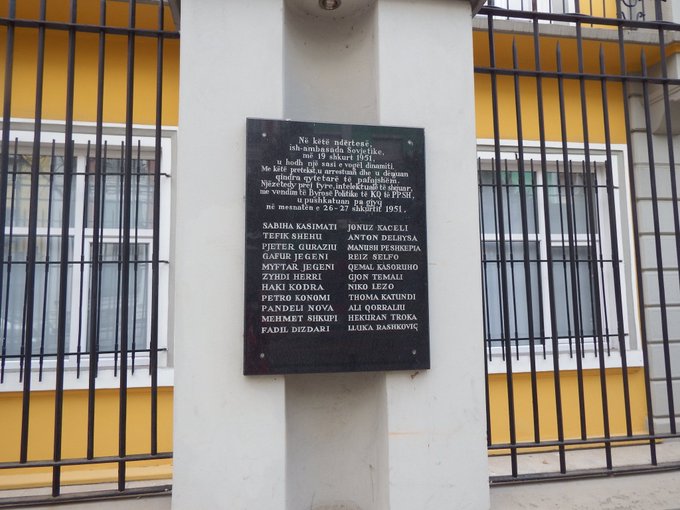 Në këtë ndërtesë,
ish-ambasada Sovjetike,
më 19 shkurt 1951,
u hodh një sasi e vogël dinamiti.
Me këtë pretekst, u arrestuan dhe u dënuan
qindra qytetarë të pafajshëm.
Njëzetedy prej tyre, intelektualë të shquar,
me vendim të Byrosë Politike të KQ të PPSH,
u pushkatuan pa gjyq
në mesnatën e 26-27 shkurtit 1951.
SABIHA KASIMATI JONUZ KACELI
TEFIK SHEHU ANTON DELHYSA
PJETER GURAZIU MANUSH PESHKEPIA
GAFUR JEGENI REIZ SELFO
MYFTAR JEGENI QEMAL KASORUHO
ZYHDI HERRI GJON TEMALI
HAKI KODRA NIKO LEZO
PETRO KONOMI THOMA KATUNDI
PANDELI NOVA ALI QORRALIU
MEHMET SHKUPI HEKURAN TROKA
FADIL DIZDARI LLUKA RASHKOVIÇ